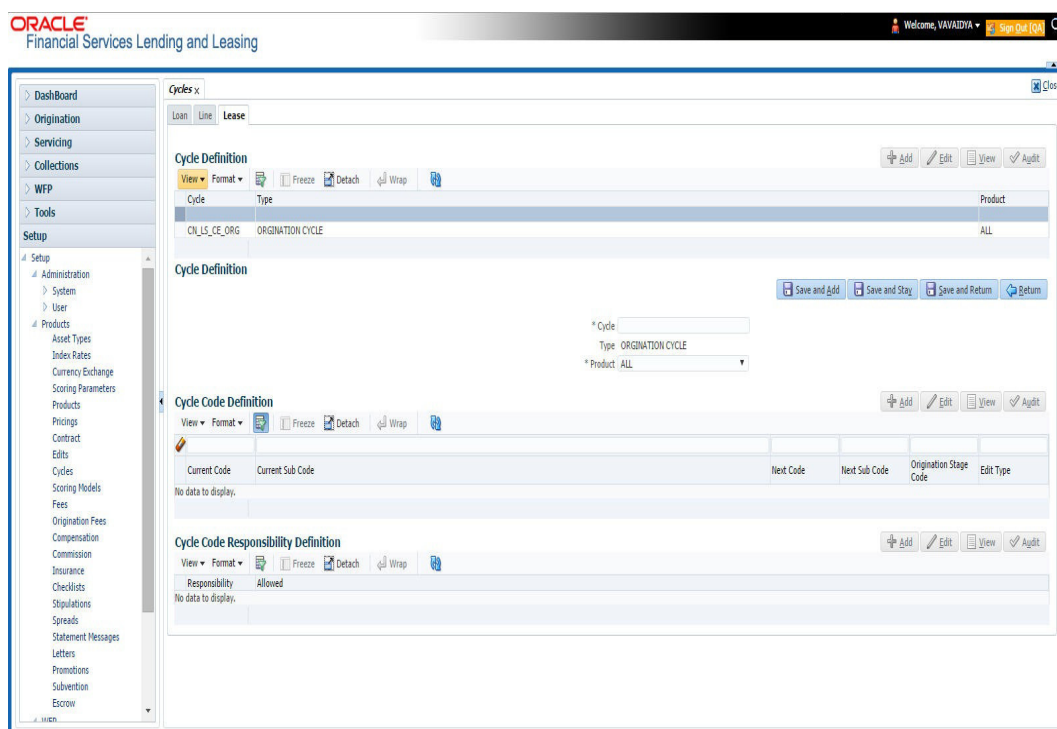 ORACLE
Financial Services Lending and Leasing
Welcome, VAVAIDYA
Sign Out [QA]
DashBoard
Origination
Servicing
Collections
WFP
Tools
Setup
Setup
Administration
System
User
Products
Asset Types
Index Rates
Currency Exchange
Scoring Parameters
Products
Pricings
Contract
Edits
Cycles
Scoring Models
Fees
Origination Fees
Compensation
Commission
Insurance
Checklists
Stipulations
Spreads
Statement Messages
Letters
Promotions
Subvention
Escrow
WFP
Cycles x
Clos
Loan Line Lease
Cycle Definition
Add Edit View Audit
View Format Freeze Detach Wrap
Cycle Type Product
CN_LS_CE_ORG ORGINATION CYCLE ALL
Cycle Definition
Save and Add Save and Stay Save and Return Return
* Cycle
Type ORGINATION CYCLE
* Product ALL
Cycle Code Definition
Add Edit View Audit
View Format Freeze Detach Wrap
Current Code Current Sub Code Next Code Next Sub Code Origination Stage Code Edit Type
No data to display.
Cycle Code Responsibility Definition
Add Edit View Audit
View Format Freeze Detach Wrap
Responsibility Allowed
No data to display.